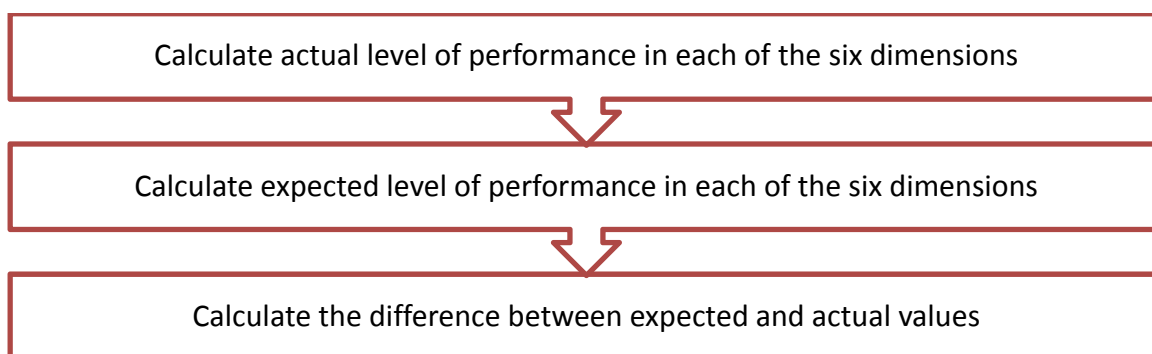 Calculate actual level of performance in each of the six dimensions
Calculate expected level of performance in each of the six dimensions
Calculate the difference between expected and actual values